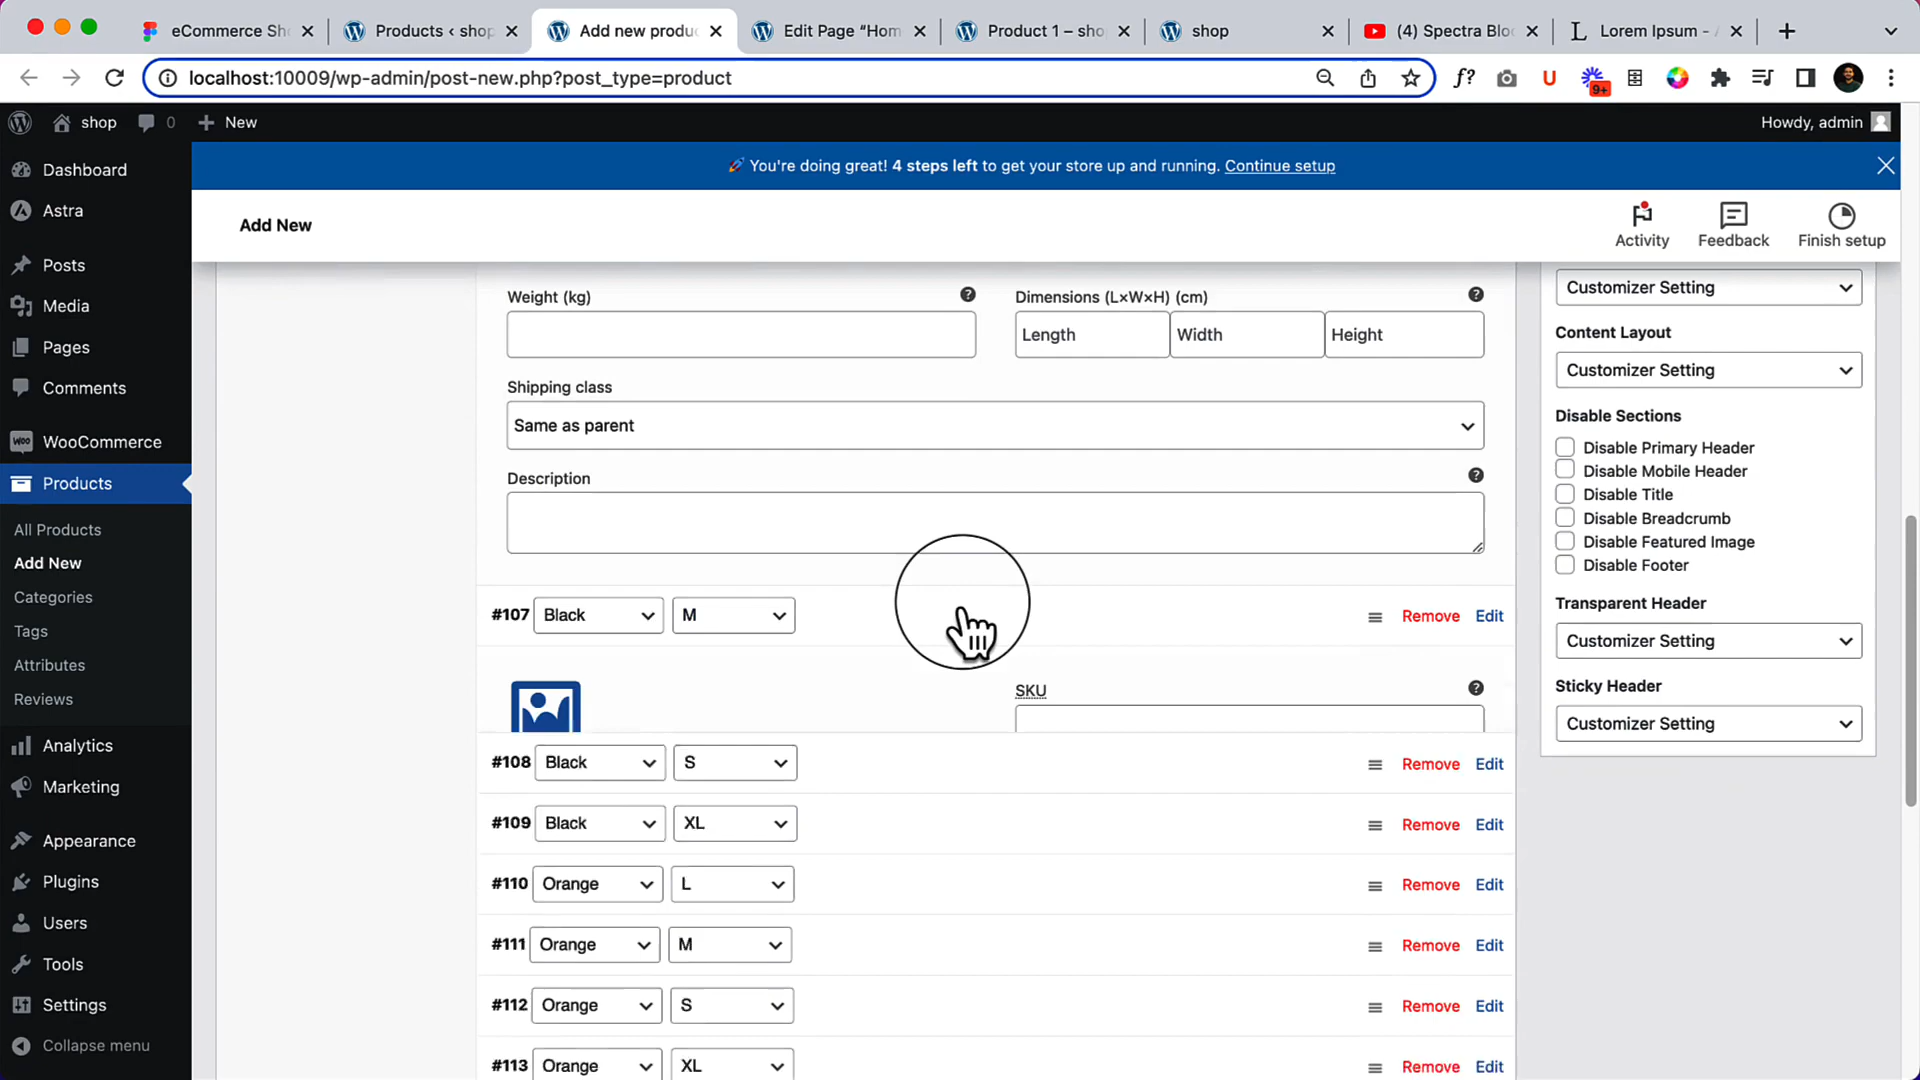 eCommerce Sh
Products ‹ shop
Add new produ
Edit Page “Hom
Product 1 – sho
shop
(4) Spectra Blo
Lorem Ipsum - A
localhost:10009/wp-admin/post-new.php?post_type=product
f?
U
9+
shop
0
New
Howdy, admin
Dashboard
Astra
Posts
Media
Pages
Comments
Woo
WooCommerce
Products
All Products
Add New
Categories
Tags
Attributes
Reviews
Analytics
Marketing
Appearance
Plugins
Users
Tools
Settings
Collapse menu
🚀 You're doing great! 4 steps left to get your store up and running. Continue setup
Add New
Activity
Feedback
Finish setup
Weight (kg)
Dimensions (L×W×H) (cm)
Length
Width
Height
Shipping class
Same as parent
Description
#107 Black M Remove Edit
SKU
#108 Black S Remove Edit
#109 Black XL Remove Edit
#110 Orange L Remove Edit
#111 Orange M Remove Edit
#112 Orange S Remove Edit
#113 Orange XL Remove Edit
Customizer Setting
Content Layout
Customizer Setting
Disable Sections
Disable Primary Header
Disable Mobile Header
Disable Title
Disable Breadcrumb
Disable Featured Image
Disable Footer
Transparent Header
Customizer Setting
Sticky Header
Customizer Setting